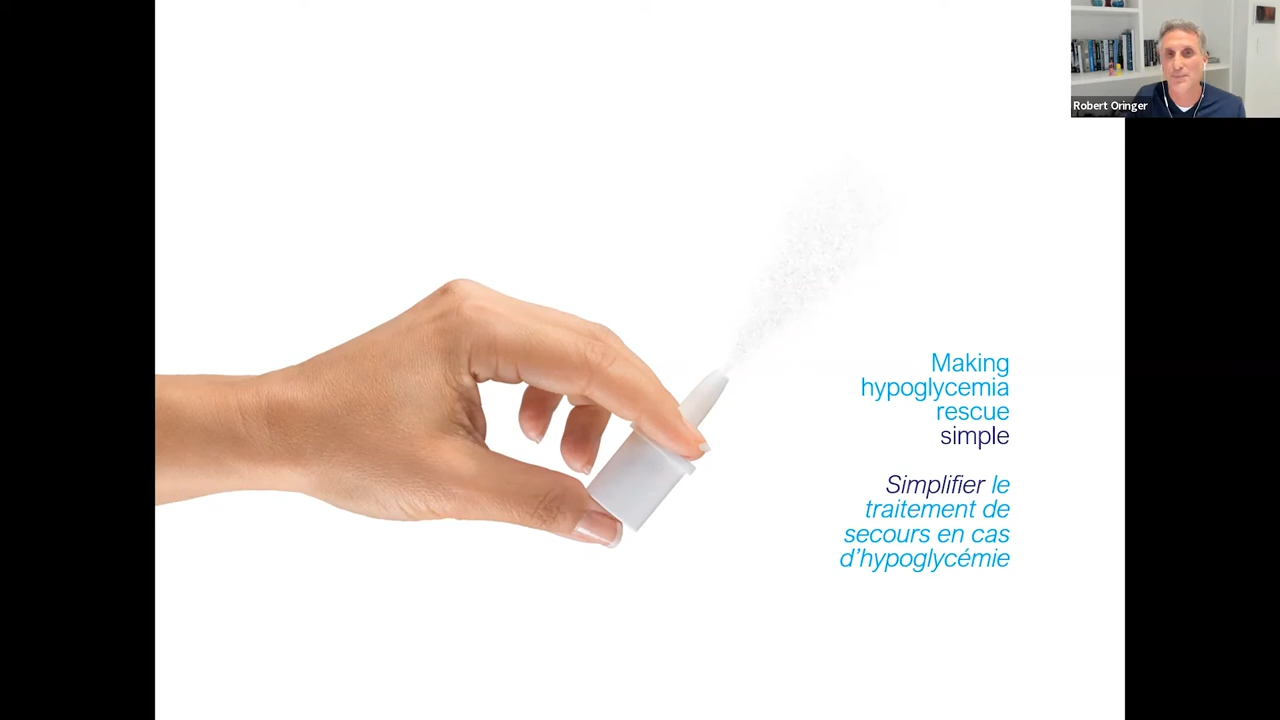 Robert Oringer
Making
hypoglycemia
rescue
simple
Simplifier le
traitement de
secours en cas
d'hypoglycémie